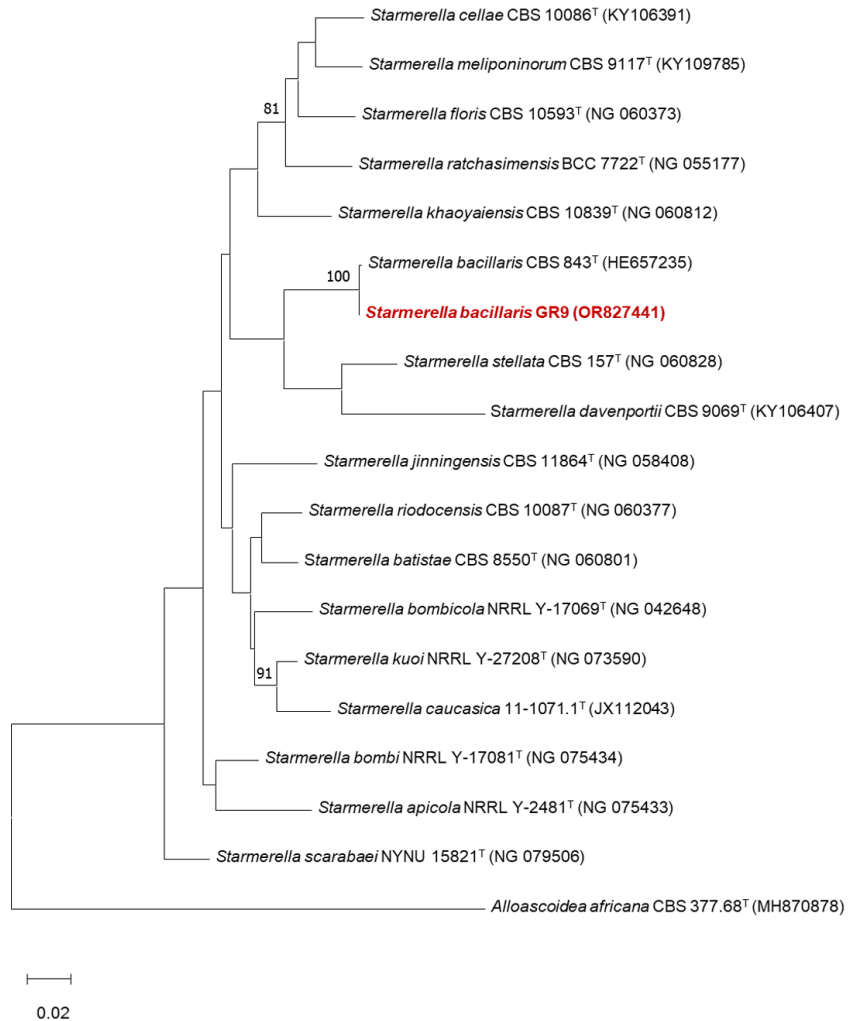 Starmerella cellae CBS 10086ᵀ (KY106391)
Starmerella meliponinorum CBS 9117ᵀ (KY109785)
81
Starmerella floris CBS 10593ᵀ (NG 060373)
Starmerella ratchasimensis BCC 7722ᵀ (NG 055177)
Starmerella khaoyaiensis CBS 10839ᵀ (NG 060812)
Starmerella bacillaris CBS 843ᵀ (HE657235)
100
Starmerella bacillaris GR9 (OR827441)
Starmerella stellata CBS 157ᵀ (NG 060828)
Starmerella davenportii CBS 9069ᵀ (KY106407)
Starmerella jinningensis CBS 11864ᵀ (NG 058408)
Starmerella riodocensis CBS 10087ᵀ (NG 060377)
Starmerella batistae CBS 8550ᵀ (NG 060801)
Starmerella bombicola NRRL Y-17069ᵀ (NG 042648)
Starmerella kuoi NRRL Y-27208ᵀ (NG 073590)
91
Starmerella caucasica 11-1071.1ᵀ (JX112043)
Starmerella bombi NRRL Y-17081ᵀ (NG 075434)
Starmerella apicola NRRL Y-2481ᵀ (NG 075433)
Starmerella scarabaei NYNU 15821ᵀ (NG 079506)
Alloascoidea africana CBS 377.68ᵀ (MH870878)
0.02